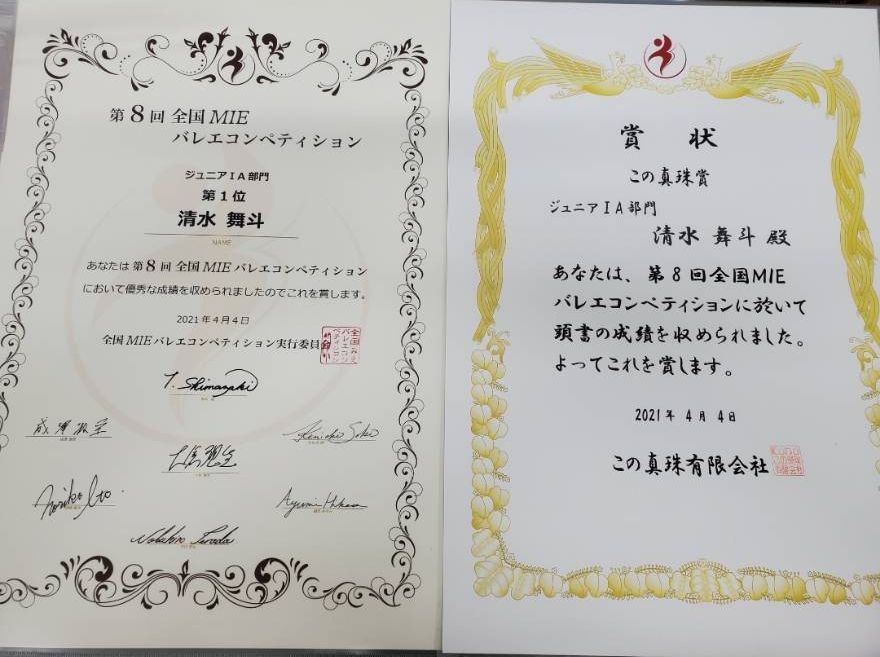 第8回 全国MIE
バレエコンペティション
ジュニアⅠA部門
第1位
清水 舞斗
NAME
あなたは 第8回 全国MIE バレエコンペティション
において優秀な成績を収められましたのでこれを賞します。
2021年4月4日
全国MIEバレエコンペティション実行委員
T. Shimazaki
賞 状
この真珠賞
ジュニアⅠA部門
清水 舞斗 殿
あなたは、第8回全国MIE
バレエコンペティションに於いて
頭書の成績を収められました。
よってこれを賞します。
2021年 4月 4日
この真珠有限会社